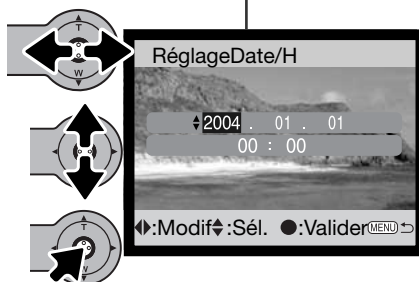 T
W
RéglageDate/H
2004 . 01 . 01
00 : 00
:Modif :Sél. :Valider MENU
W